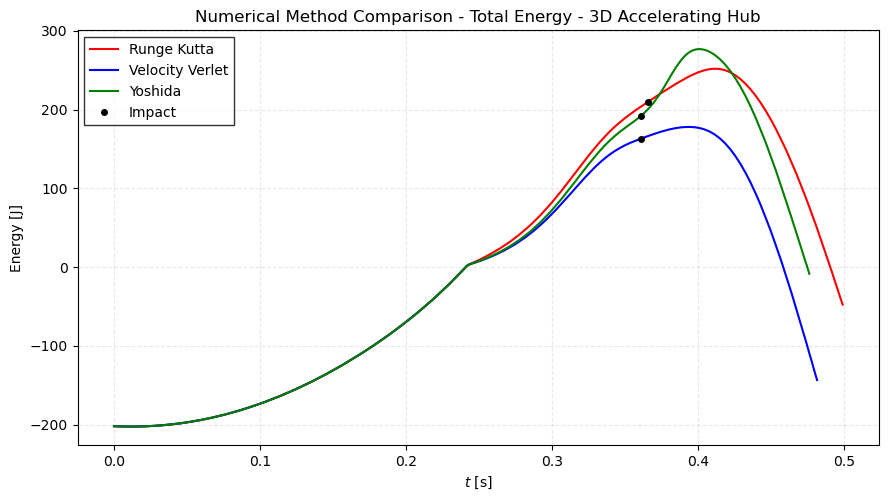 Numerical Method Comparison - Total Energy - 3D Accelerating Hub
Runge Kutta
Velocity Verlet
Yoshida
Impact
Energy [J]
300
200
100
0
−100
−200
0.0 0.1 0.2 0.3 0.4 0.5
t [s]